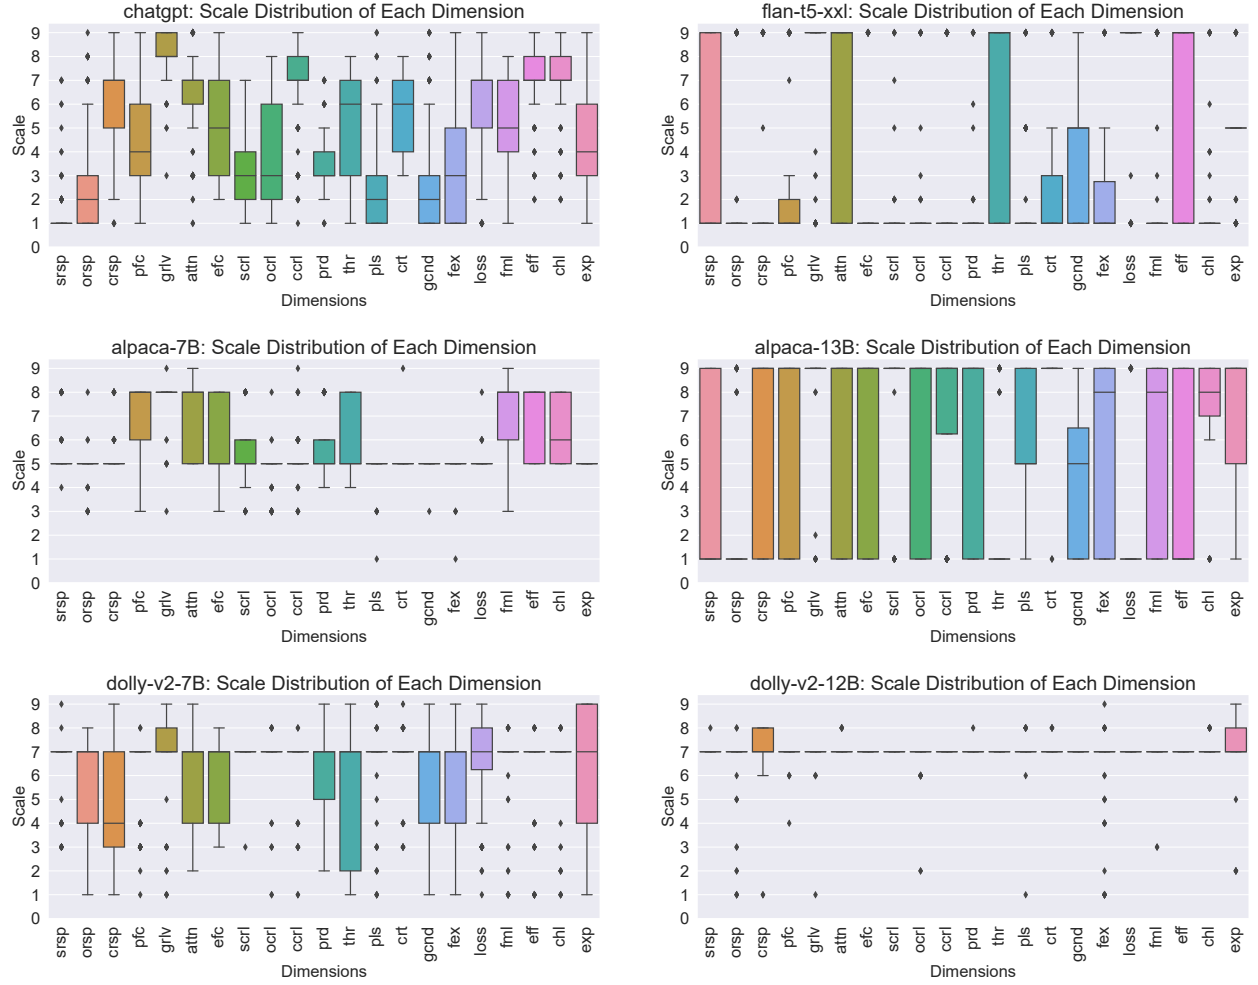 chatgpt: Scale Distribution of Each Dimension
9
8
7
6
5
4
3
2
1
0
Scale
srsp orsp crsp pfc grlv attn efc scrl ocrl ccrl prd thr pls crt gcnd fex loss fml eff chl exp
Dimensions
flan-t5-xxl: Scale Distribution of Each Dimension
9
8
7
6
5
4
3
2
1
0
Scale
srsp orsp crsp pfc grlv attn efc scrl ocrl ccrl prd thr pls crt gcnd fex loss fml eff chl exp
Dimensions
alpaca-7B: Scale Distribution of Each Dimension
9
8
7
6
5
4
3
2
1
0
Scale
srsp orsp crsp pfc grlv attn efc scrl ocrl ccrl prd thr pls crt gcnd fex loss fml eff chl exp
Dimensions
alpaca-13B: Scale Distribution of Each Dimension
9
8
7
6
5
4
3
2
1
0
Scale
srsp orsp crsp pfc grlv attn efc scrl ocrl ccrl prd thr pls crt gcnd fex loss fml eff chl exp
Dimensions
dolly-v2-7B: Scale Distribution of Each Dimension
9
8
7
6
5
4
3
2
1
0
Scale
srsp orsp crsp pfc grlv attn efc scrl ocrl ccrl prd thr pls crt gcnd fex loss fml eff chl exp
Dimensions
dolly-v2-12B: Scale Distribution of Each Dimension
9
8
7
6
5
4
3
2
1
0
Scale
srsp orsp crsp pfc grlv attn efc scrl ocrl ccrl prd thr pls crt gcnd fex loss fml eff chl exp
Dimensions